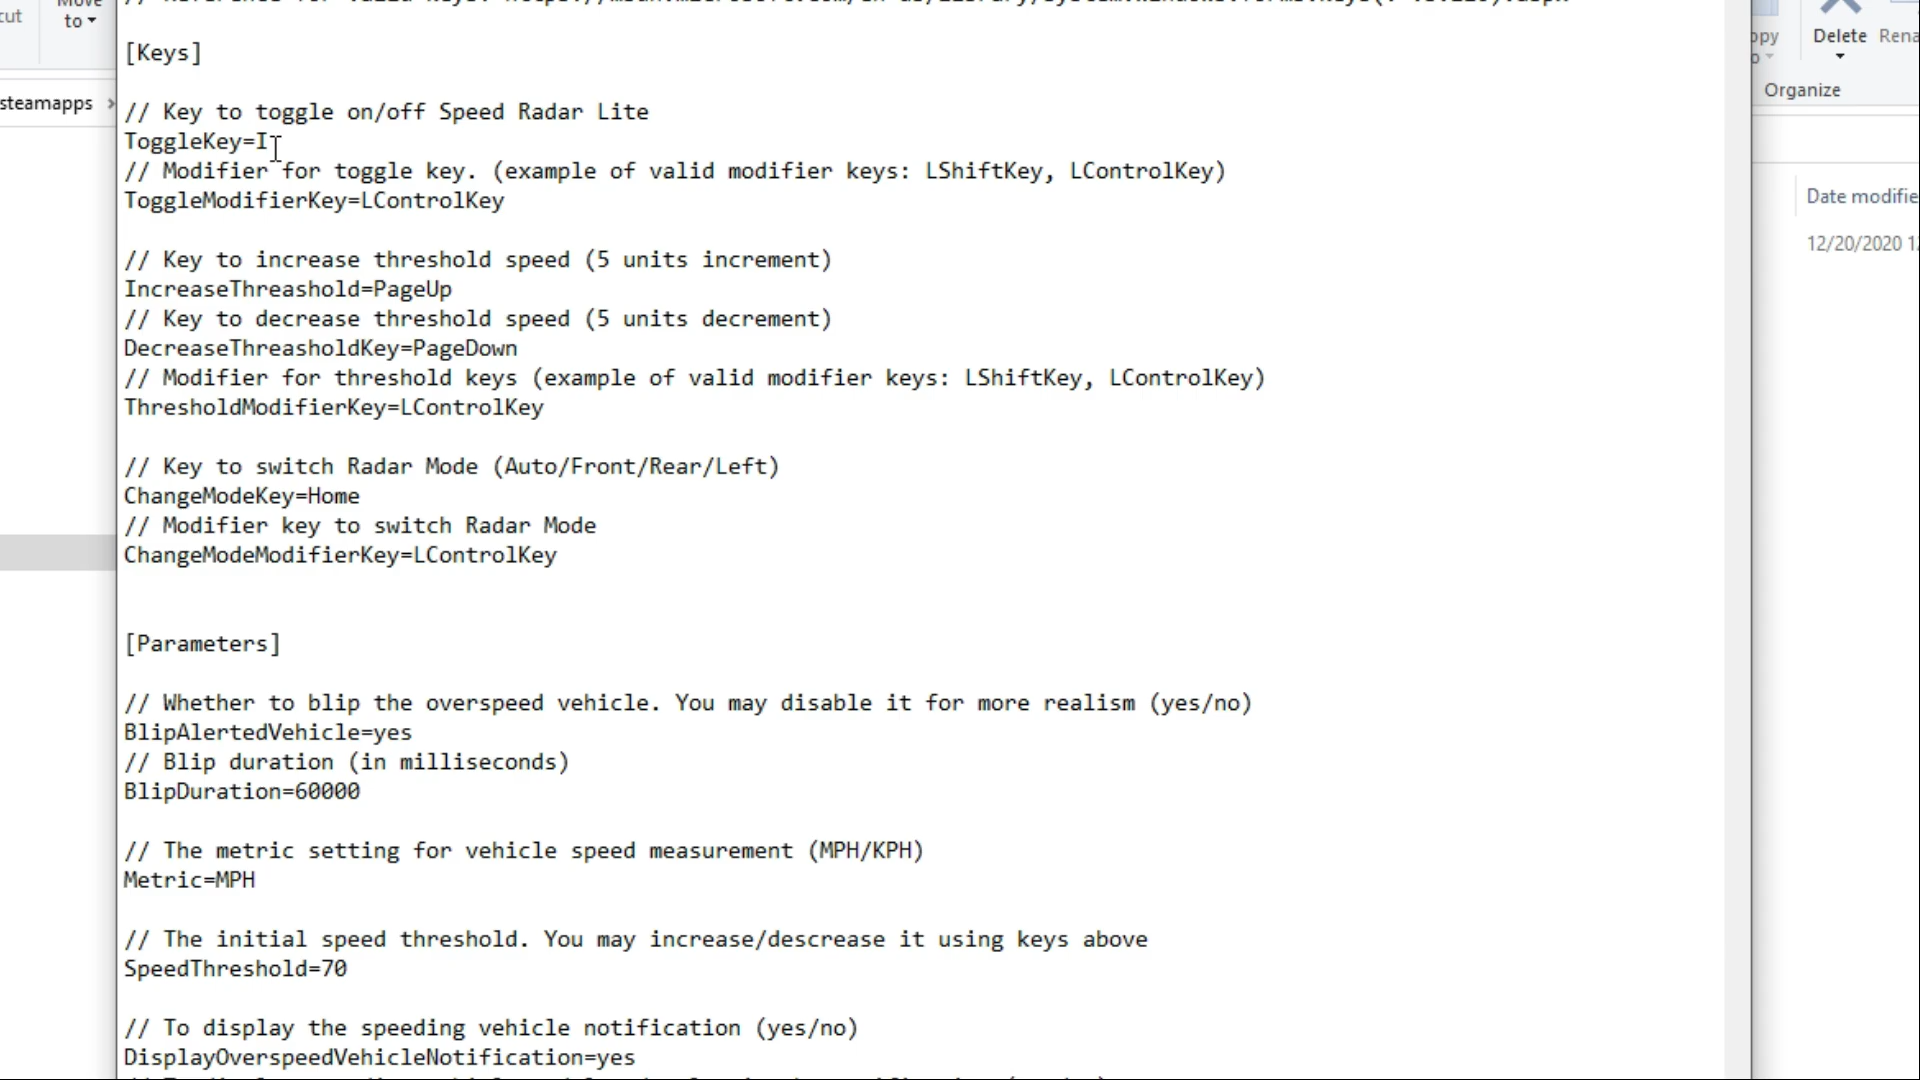 to
steamapps
Delete
Organize
Date modifie
12/20/2020
[Keys]
// Key to toggle on/off Speed Radar Lite
ToggleKey=I
// Modifier for toggle key. (example of valid modifier keys: LShiftKey, LControlKey)
ToggleModifierKey=LControlKey
// Key to increase threshold speed (5 units increment)
IncreaseThreashold=PageUp
// Key to decrease threshold speed (5 units decrement)
DecreaseThreasholdKey=PageDown
// Modifier for threshold keys (example of valid modifier keys: LShiftKey, LControlKey)
ThresholdModifierKey=LControlKey
// Key to switch Radar Mode (Auto/Front/Rear/Left)
ChangeModeKey=Home
// Modifier key to switch Radar Mode
ChangeModeModifierKey=LControlKey
[Parameters]
// Whether to blip the overspeed vehicle. You may disable it for more realism (yes/no)
BlipAlertedVehicle=yes
// Blip duration (in milliseconds)
BlipDuration=60000
// The metric setting for vehicle speed measurement (MPH/KPH)
Metric=MPH
// The initial speed threshold. You may increase/descrease it using keys above
SpeedThreshold=70
// To display the speeding vehicle notification (yes/no)
DisplayOverspeedVehicleNotification=yes